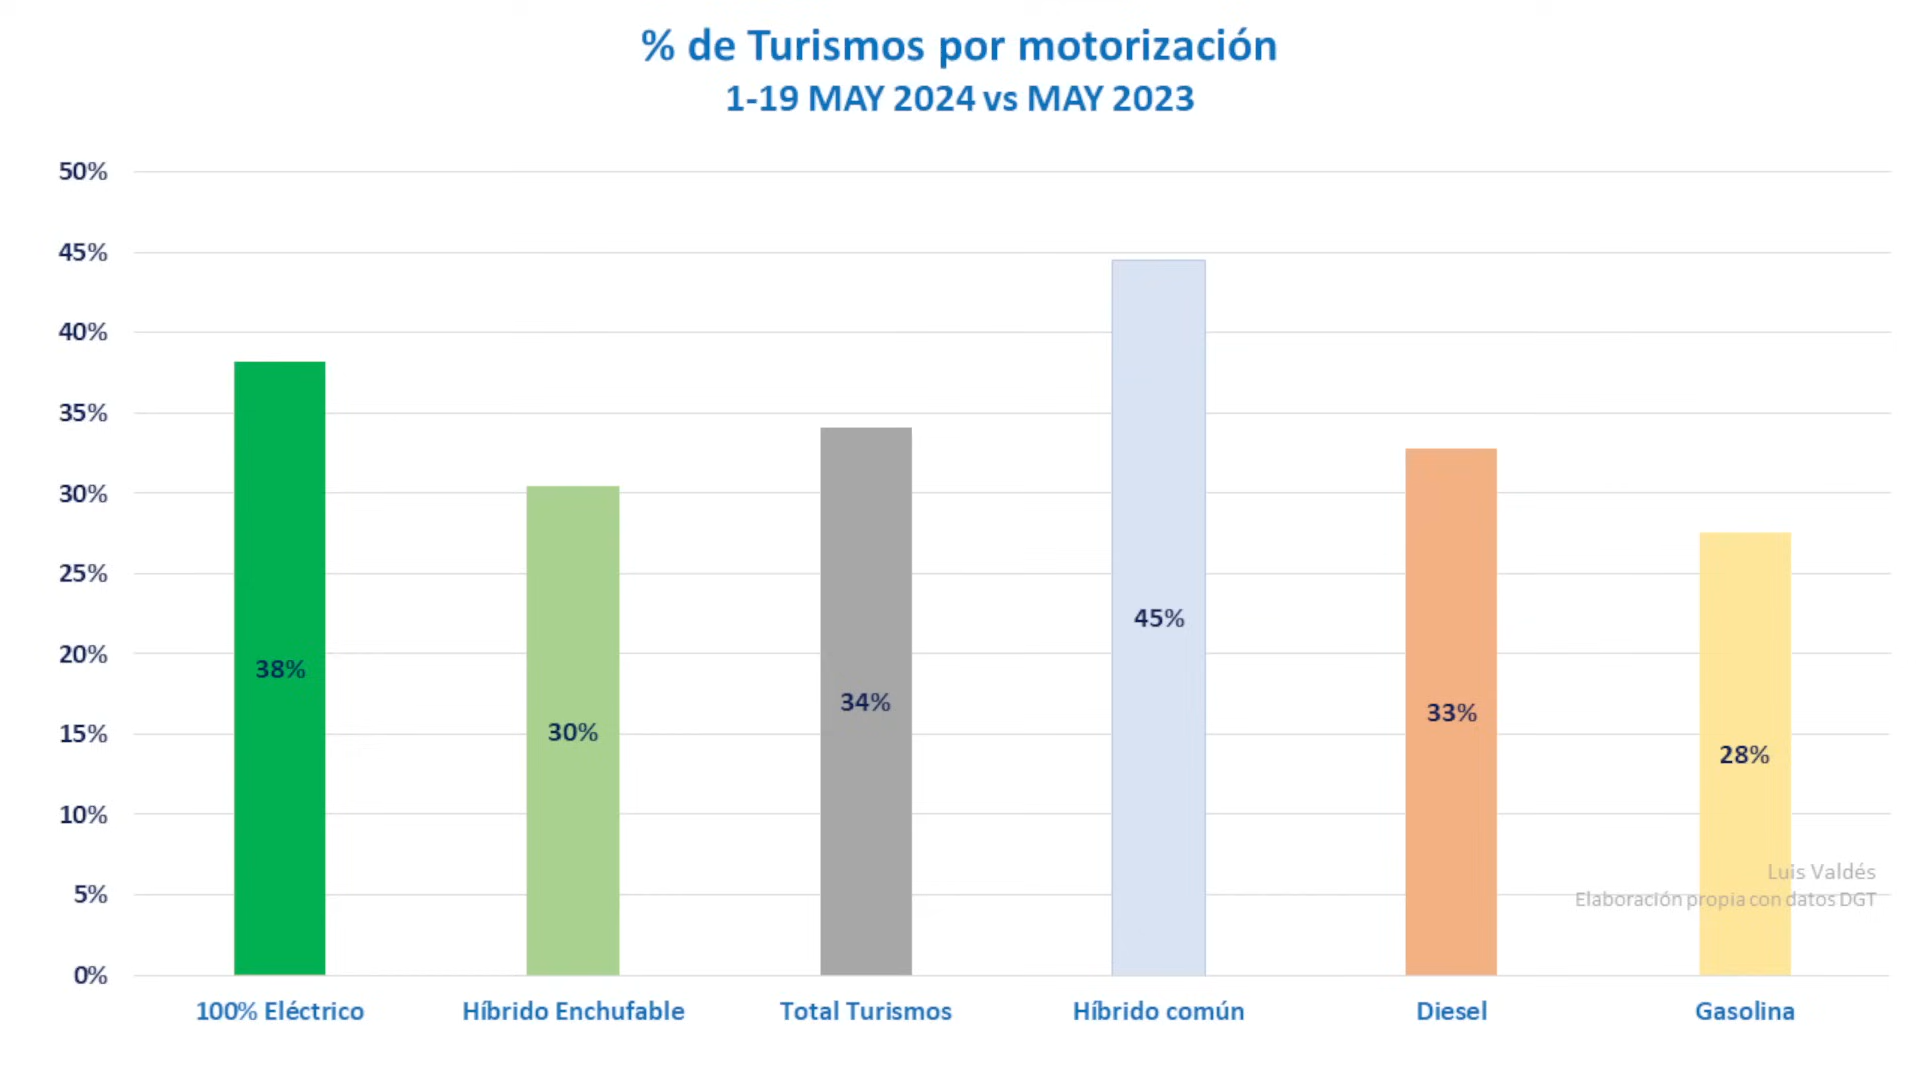 % de Turismos por motorización
1-19 MAY 2024 vs MAY 2023
50%
45%
40%
35%
30%
25%
20%
15%
10%
5%
0%
38%
30%
34%
45%
33%
28%
Luis Valdés
Elaboración propia con datos DGT
100% Eléctrico
Híbrido Enchufable
Total Turismos
Híbrido común
Diesel
Gasolina